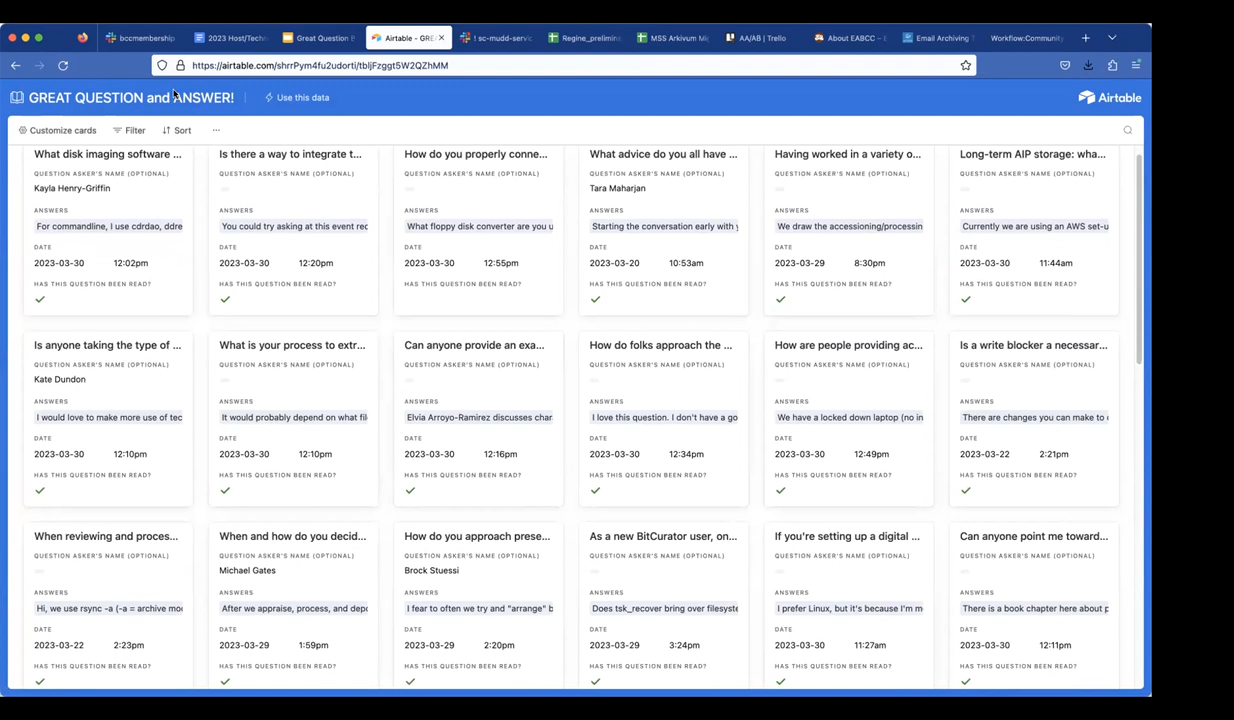 bccmembership
2023 Host/Techn
Great Question E
Airtable - GRE
! sc-mudd-servic
Regine_prelimina
MSS Arkivum Mig
AA/AB | Trello
About EABCC –
Email Archiving T
Workflow:Community
https://airtable.com/shrrPym4fu2udorti/tbljFzggt5W2QZhMM
GREAT QUESTION and ANSWER!
Use this data
Airtable
Customize cards
Filter
Sort
What disk imaging software ...
QUESTION ASKER'S NAME (OPTIONAL)
Kayla Henry-Griffin
ANSWERS
For commandline, I use cdrdao, ddre
DATE
2023-03-30 12:02pm
HAS THIS QUESTION BEEN READ?
Is there a way to integrate t...
QUESTION ASKER'S NAME (OPTIONAL)
ANSWERS
You could try asking at this event rec
DATE
2023-03-30 12:20pm
HAS THIS QUESTION BEEN READ?
How do you properly conne...
QUESTION ASKER'S NAME (OPTIONAL)
ANSWERS
What floppy disk converter are you u
DATE
2023-03-30 12:55pm
HAS THIS QUESTION BEEN READ?
What advice do you all have ...
QUESTION ASKER'S NAME (OPTIONAL)
Tara Maharjan
ANSWERS
Starting the conversation early with y
DATE
2023-03-20 10:53am
HAS THIS QUESTION BEEN READ?
Having worked in a variety o...
QUESTION ASKER'S NAME (OPTIONAL)
ANSWERS
We draw the accessioning/processin
DATE
2023-03-29 8:30pm
HAS THIS QUESTION BEEN READ?
Long-term AIP storage: wha...
QUESTION ASKER'S NAME (OPTIONAL)
ANSWERS
Currently we are using an AWS set-u
DATE
2023-03-30 11:44am
HAS THIS QUESTION BEEN READ?
Is anyone taking the type of ...
QUESTION ASKER'S NAME (OPTIONAL)
Kate Dundon
ANSWERS
I would love to make more use of tec
DATE
2023-03-30 12:10pm
HAS THIS QUESTION BEEN READ?
What is your process to extr...
QUESTION ASKER'S NAME (OPTIONAL)
ANSWERS
It would probably depend on what fil
DATE
2023-03-30 12:10pm
HAS THIS QUESTION BEEN READ?
Can anyone provide an exa...
QUESTION ASKER'S NAME (OPTIONAL)
ANSWERS
Elvia Arroyo-Ramirez discusses char
DATE
2023-03-30 12:16pm
HAS THIS QUESTION BEEN READ?
How do folks approach the ...
QUESTION ASKER'S NAME (OPTIONAL)
ANSWERS
I love this question. I don't have a go
DATE
2023-03-30 12:34pm
HAS THIS QUESTION BEEN READ?
How are people providing ac...
QUESTION ASKER'S NAME (OPTIONAL)
ANSWERS
We have a locked down laptop (no in
DATE
2023-03-30 12:49pm
HAS THIS QUESTION BEEN READ?
Is a write blocker a necessar...
QUESTION ASKER'S NAME (OPTIONAL)
ANSWERS
There are changes you can make to
DATE
2023-03-22 2:21pm
HAS THIS QUESTION BEEN READ?
When reviewing and proces...
QUESTION ASKER'S NAME (OPTIONAL)
ANSWERS
Hi, we use rsync -a (-a = archive mo
DATE
2023-03-22 2:23pm
HAS THIS QUESTION BEEN READ?
When and how do you decid...
QUESTION ASKER'S NAME (OPTIONAL)
Michael Gates
ANSWERS
After we appraise, process, and depo
DATE
2023-03-29 1:59pm
HAS THIS QUESTION BEEN READ?
How do you approach prese...
QUESTION ASKER'S NAME (OPTIONAL)
Brock Stuessi
ANSWERS
I fear to often we try and "arrange" b
DATE
2023-03-29 2:20pm
HAS THIS QUESTION BEEN READ?
As a new BitCurator user, on...
QUESTION ASKER'S NAME (OPTIONAL)
ANSWERS
Does tsk_recover bring over filesyste
DATE
2023-03-29 3:24pm
HAS THIS QUESTION BEEN READ?
If you're setting up a digital ...
QUESTION ASKER'S NAME (OPTIONAL)
ANSWERS
I prefer Linux, but it's because I'm m
DATE
2023-03-30 11:27am
HAS THIS QUESTION BEEN READ?
Can anyone point me toward...
QUESTION ASKER'S NAME (OPTIONAL)
ANSWERS
There is a book chapter here about p
DATE
2023-03-30 12:11pm
HAS THIS QUESTION BEEN READ?